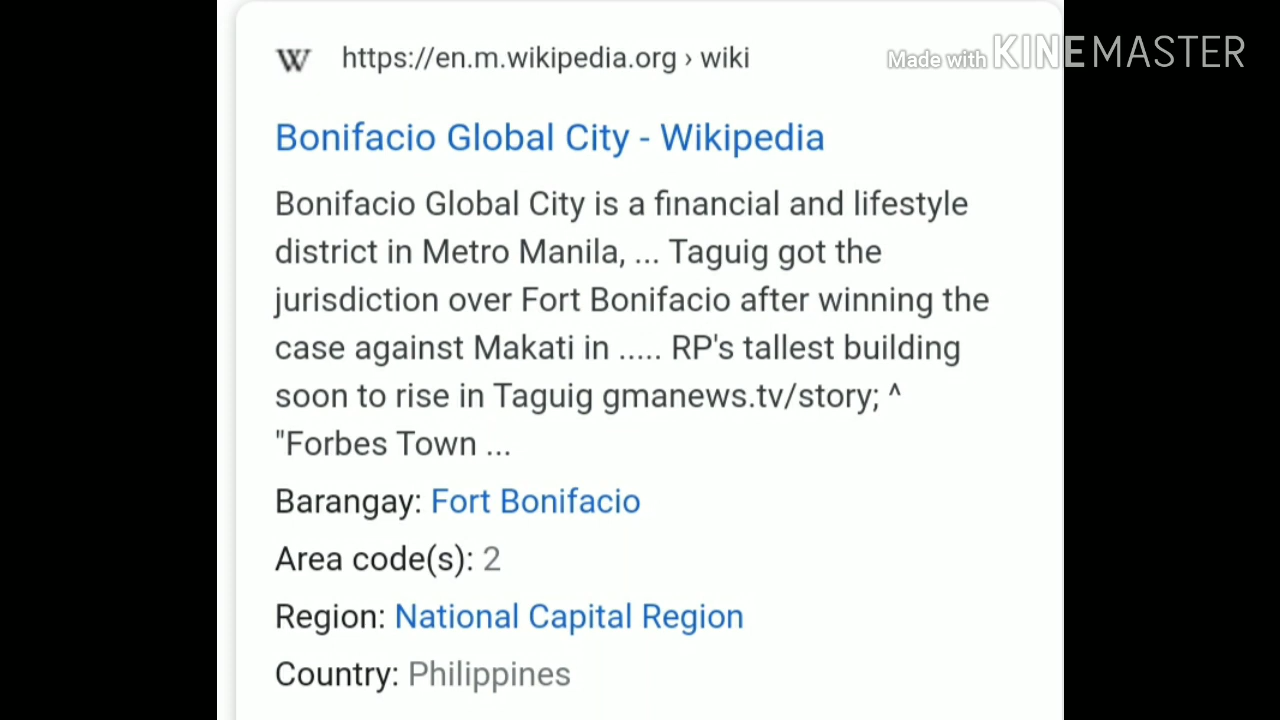 W https://en.m.wikipedia.org › wiki
Made with KINEMASTER
Bonifacio Global City - Wikipedia
Bonifacio Global City is a financial and lifestyle
district in Metro Manila, ... Taguig got the
jurisdiction over Fort Bonifacio after winning the
case against Makati in ..... RP's tallest building
soon to rise in Taguig gmanews.tv/story; ^
"Forbes Town ...
Barangay: Fort Bonifacio
Area code(s): 2
Region: National Capital Region
Country: Philippines